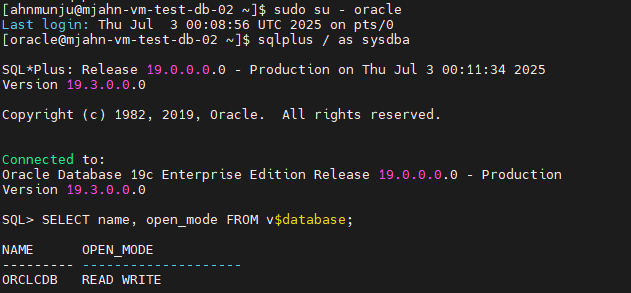 [ahnmunju@mjahn-vm-test-db-02 ~]$ sudo su - oracle
Last login: Thu Jul  3 00:08:56 UTC 2025 on pts/0
[oracle@mjahn-vm-test-db-02 ~]$ sqlplus / as sysdba
SQL*Plus: Release 19.0.0.0.0 - Production on Thu Jul 3 00:11:34 2025
Version 19.3.0.0.0
Copyright (c) 1982, 2019, Oracle.  All rights reserved.
Connected to:
Oracle Database 19c Enterprise Edition Release 19.0.0.0.0 - Production
Version 19.3.0.0.0
SQL> SELECT name, open_mode FROM v$database;
NAME      OPEN_MODE
--------- --------------------
ORCLCDB   READ WRITE